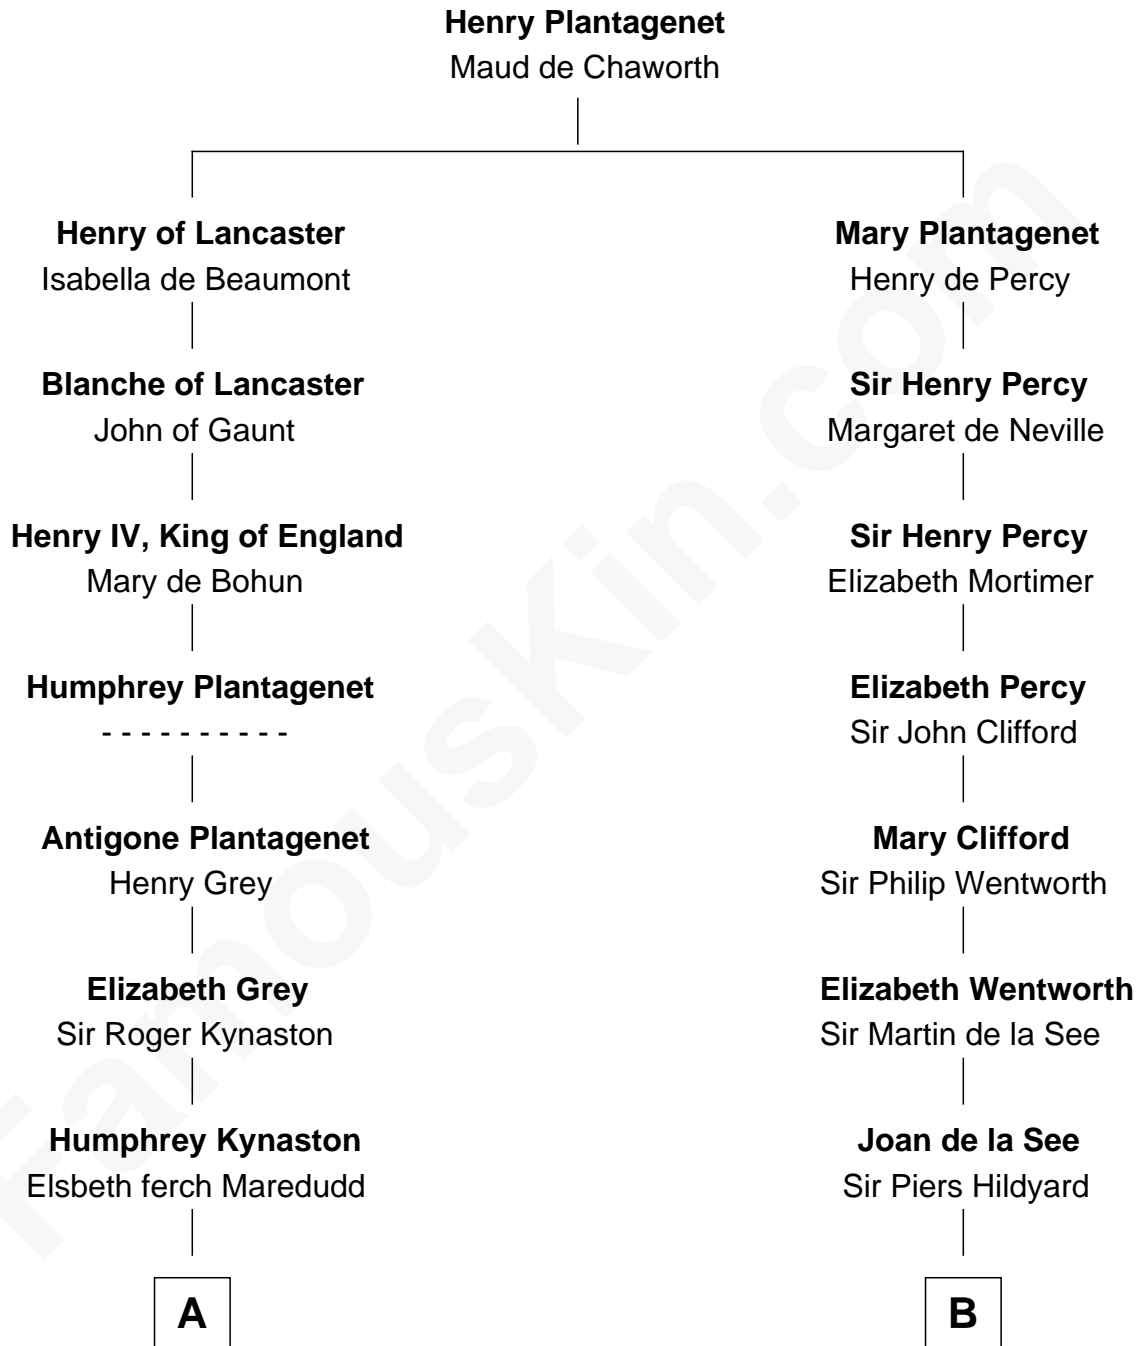 Henry Plantagenet
Maud de Chaworth
Henry of Lancaster
Isabella de Beaumont
Mary Plantagenet
Henry de Percy
Blanche of Lancaster
John of Gaunt
Sir Henry Percy
Margaret de Neville
Henry IV, King of England
Mary de Bohun
Sir Henry Percy
Elizabeth Mortimer
Humphrey Plantagenet
- - - - - - - - - -
Elizabeth Percy
Sir John Clifford
Antigone Plantagenet
Henry Grey
Mary Clifford
Sir Philip Wentworth
Elizabeth Grey
Sir Roger Kynaston
Elizabeth Wentworth
Sir Martin de la See
Humphrey Kynaston
Elsbeth ferch Maredudd
Joan de la See
Sir Piers Hildyard
A
B
FamousKin.com